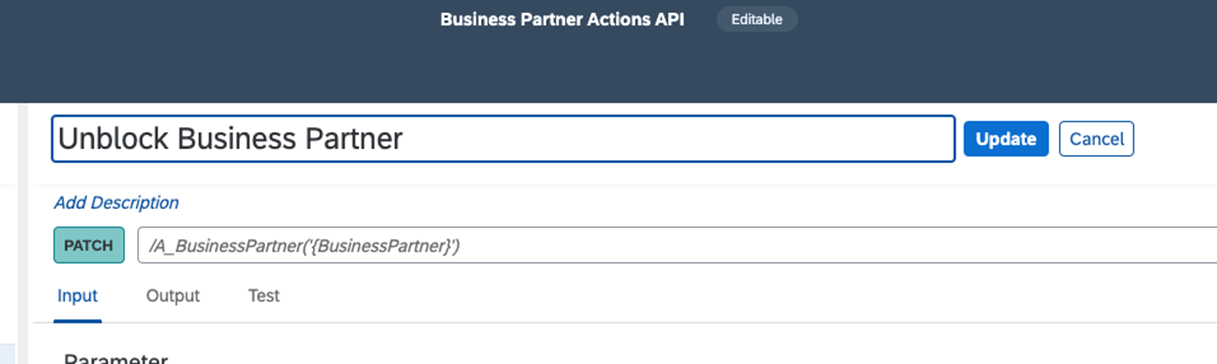 Business Partner Actions API Editable
Unblock Business Partner Update Cancel
Add Description
PATCH /A_BusinessPartner('{BusinessPartner}')
Input Output Test
Parameter